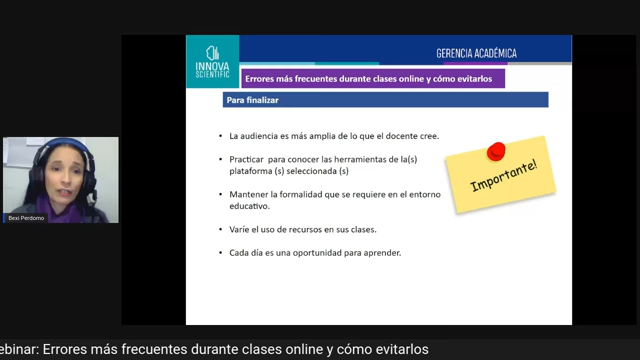 INNOVA
SCIENTIFIC
GERENCIA ACADÉMICA
Errores más frecuentes durante clases online y cómo evitarlos
Para finalizar
• La audiencia es más amplia de lo que el docente cree.
• Practicar para conocer las herramientas de la(s)
plataforma (s) seleccionada (s)
• Mantener la formalidad que se requiere en el entorno
educativo.
• Varíe el uso de recursos en sus clases.
• Cada día es una oportunidad para aprender.
Importante!
Bexi Perdomo
ebinar: Errores más frecuentes durante clases online y cómo evitarlos